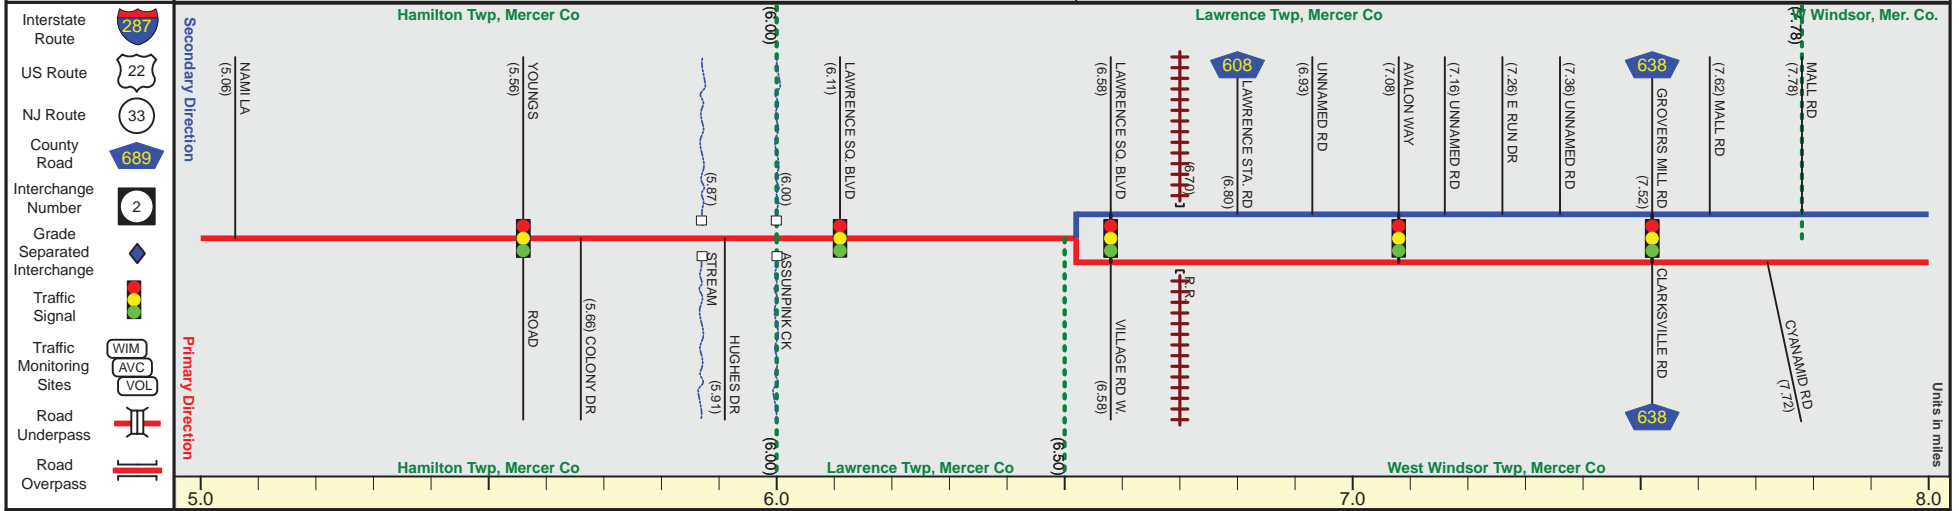 Interstate
Route
287
US Route
22
NJ Route
33
County
Road
689
Interchange
Number
2
Grade
Separated
Interchange
Traffic
Signal
Traffic
Monitoring
Sites
WIM
AVC
VOL
Road
Underpass
Road
Overpass
Secondary Direction
Primary Direction
Hamilton Twp, Mercer Co
(6.00)
Lawrence Twp, Mercer Co
(7.78)
W Windsor, Mer. Co.
NAMI LA
(5.06)
YOUNGS
(5.56)
ROAD
(5.66) COLONY DR
(5.87)
STREAM
HUGHES DR
(5.91)
(6.00)
ASSUNPINK CK
LAWRENCE SQ. BLVD
(6.11)
LAWRENCE SQ. BLVD
(6.58)
VILLAGE RD W.
(6.58)
(6.70)
R.R.
608
LAWRENCE STA. RD
(6.80)
UNNAMED RD
(6.93)
AVALON WAY
(7.08)
(7.16) UNNAMED RD
(7.26) E RUN DR
(7.36) UNNAMED RD
638
GROVERS MILL RD
(7.52)
CLARKSVILLE RD
638
(7.62) MALL RD
MALL RD
(7.78)
CYANAMID RD
(7.72)
Units in miles
Hamilton Twp, Mercer Co
(6.00)
Lawrence Twp, Mercer Co
(6.50)
West Windsor Twp, Mercer Co
5.0
6.0
7.0
8.0